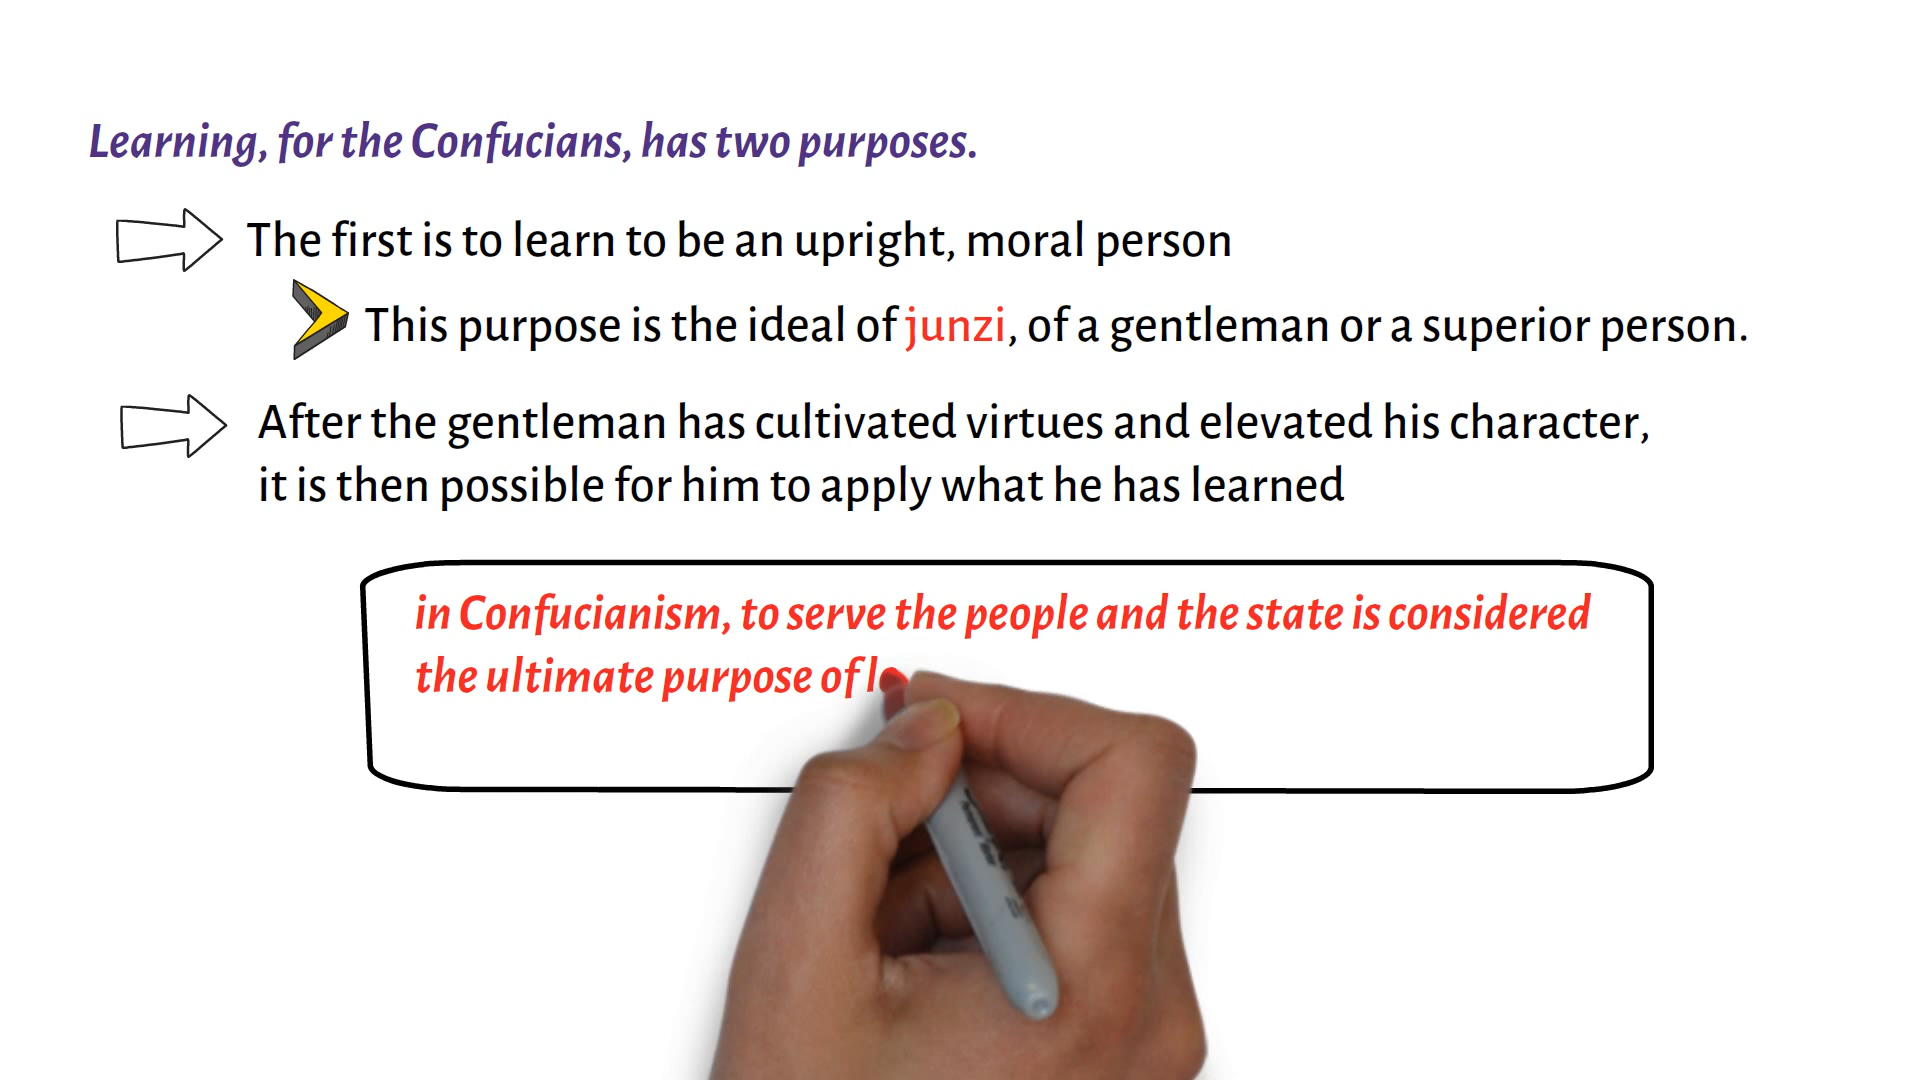 Learning, for the Confucians, has two purposes.
The first is to learn to be an upright, moral person
This purpose is the ideal of junzi, of a gentleman or a superior person.
After the gentleman has cultivated virtues and elevated his character,
it is then possible for him to apply what he has learned
in Confucianism, to serve the people and the state is considered
the ultimate purpose of